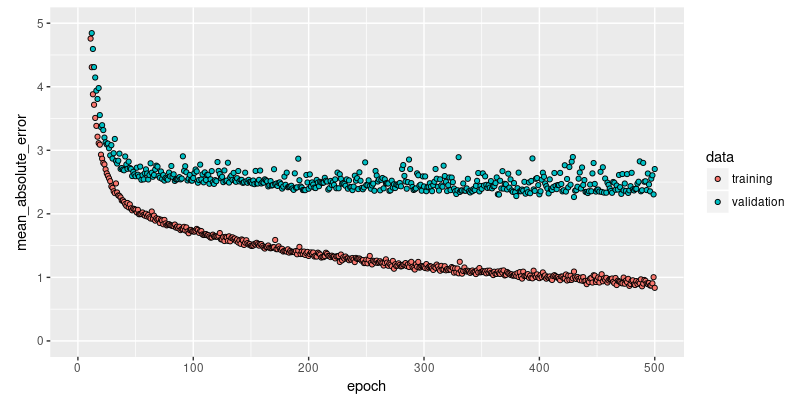 5
4
3
2
1
0
mean_absolute_error
0 100 200 300 400 500
epoch
data
training
validation